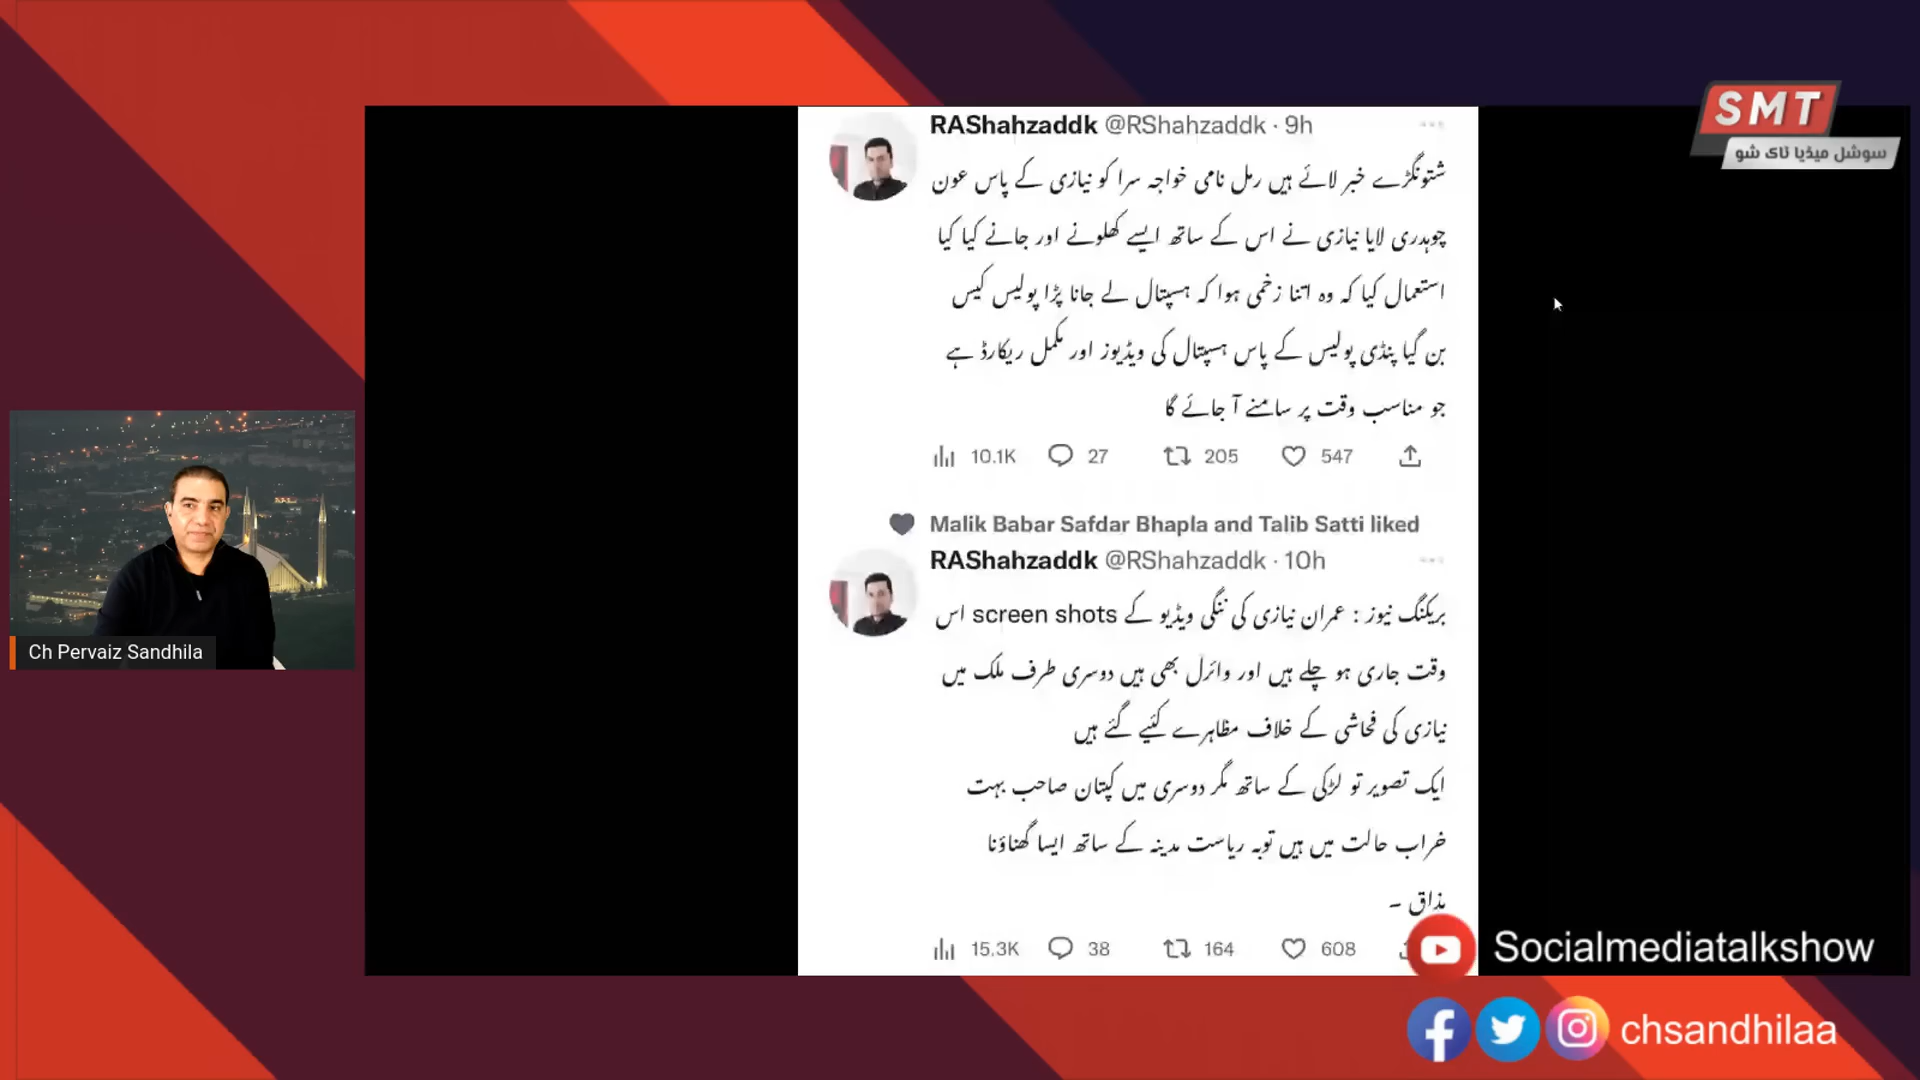 SMT
سوشل میڈیا ٹاک شو
RAShahzaddk @RShahzaddk · 9h
شتونگڑے خبر لائے ہیں رمل نامی خواجہ سرا کو نیازی کے پاس عون
چوہدری لایا نیازی نے اس کے ساتھ ایسے کھلونے اور جانے کیا کیا
استعمال کیا کہ وہ اتنا زخمی ہوا کہ ہسپتال لے جانا پڑا پولیس کیس
بن گیا پنڈی پولیس کے پاس ہسپتال کی ویڈیوز اور مکمل ریکارڈ ہے
جو مناسب وقت پر سامنے آ جائے گا
10.1K 27 205 547
Malik Babar Safdar Bhapla and Talib Satti liked
RAShahzaddk @RShahzaddk · 10h
بریکنگ نیوز : عمران نیازی کی ننگی ویڈیو کے screen shots اس
وقت جاری ہو چلے ہیں اور وائرل بھی ہیں دوسری طرف ملک میں
نیازی کی فحاشی کے خلاف مظاہرے کئیے گئے ہیں
ایک تصویر تو لڑکی کے ساتھ مگر دوسری میں کپتان صاحب بہت
خراب حالت میں ہیں توبہ ریاست مدینہ کے ساتھ ایسا گھناؤنا
مذاق ۔
15.3K 38 164 608
Ch Pervaiz Sandhila
Socialmediatalkshow
chsandhilaa